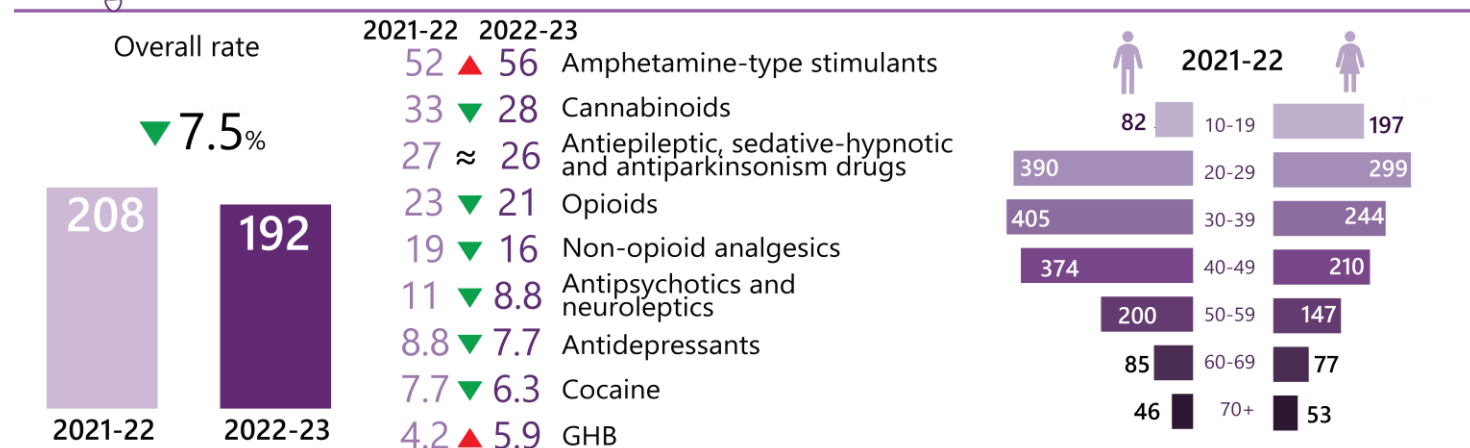 Overall rate
7.5%
208
192
2021-22
2022-23
2021-22 2022-23
52 56 Amphetamine-type stimulants
33 28 Cannabinoids
27 ≈ 26 Antiepileptic, sedative-hypnotic
and antiparkinsonism drugs
23 21 Opioids
19 16 Non-opioid analgesics
11 8.8 Antipsychotics and
neuroleptics
8.8 7.7 Antidepressants
7.7 6.3 Cocaine
4.2 5.9 GHB
2021-22
82 10-19 197
390 20-29 299
405 30-39 244
374 40-49 210
200 50-59 147
85 60-69 77
46 70+ 53